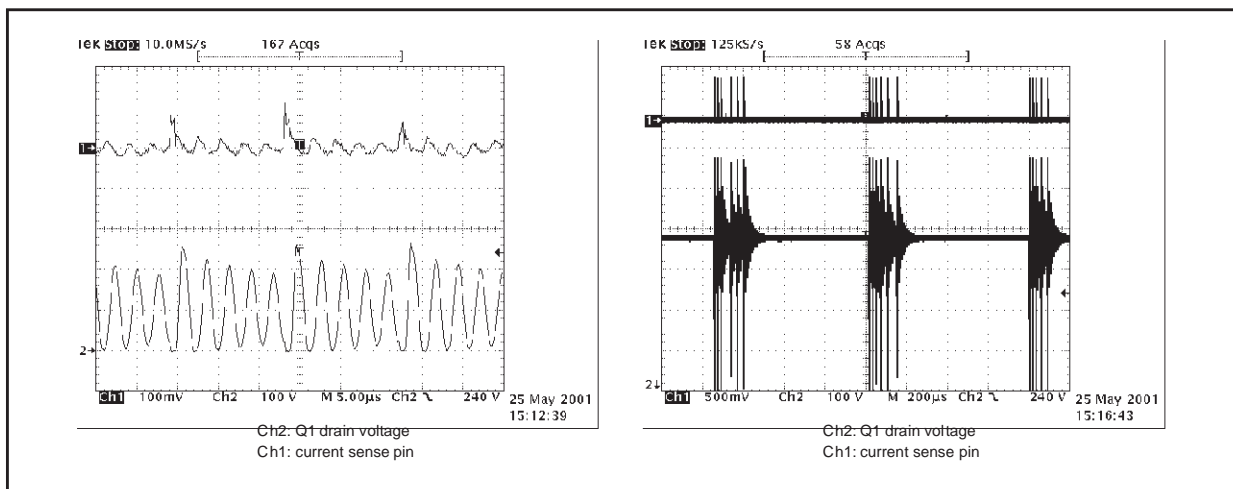 Tek Stop: 10.0MS/s 167 Acqs
1→
T
2→
Ch1 100mV Ch2 100 V M 5.00µs Ch2 240 V
25 May 2001
15:12:39
Ch2: Q1 drain voltage
Ch1: current sense pin
Tek Stop: 125kS/s 58 Acqs
1→
2↓
Ch1 500mV Ch2 100 V M 200µs Ch2 240 V
25 May 2001
15:16:43
Ch2: Q1 drain voltage
Ch1: current sense pin